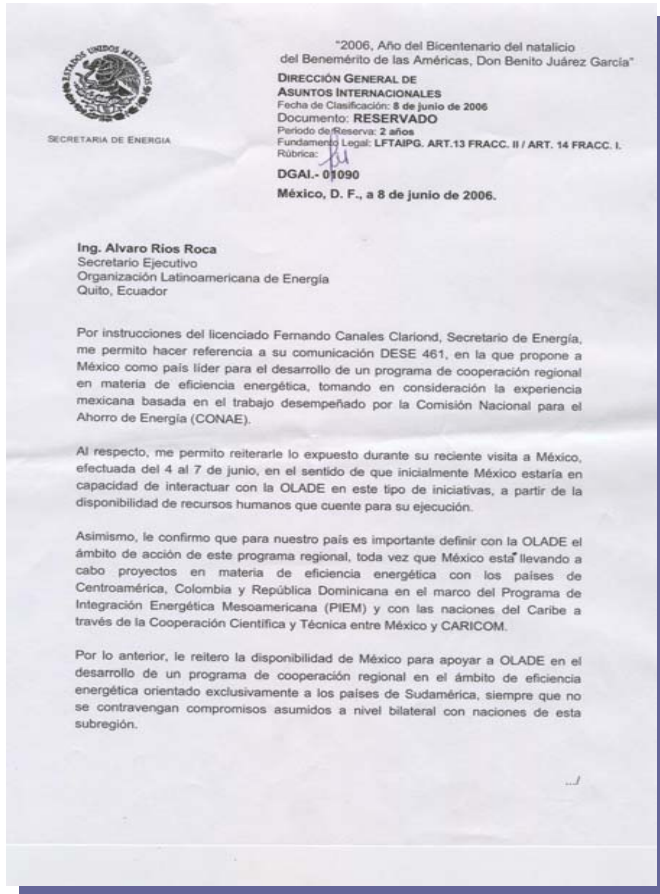 "2006, Año del Bicentenario del natalicio
del Benemérito de las Américas, Don Benito Juárez García"
ESTADOS UNIDOS MEXICANOS
SECRETARIA DE ENERGIA
DIRECCIÓN GENERAL DE
ASUNTOS INTERNACIONALES
Fecha de Clasificación: 8 de junio de 2006
Documento: RESERVADO
Periodo de Reserva: 2 años
Fundamento Legal: LFTAIPG. ART.13 FRACC. II / ART. 14 FRACC. I.
Rúbrica:
DGAI.- 01090
México, D. F., a 8 de junio de 2006.
Ing. Alvaro Rios Roca
Secretario Ejecutivo
Organización Latinoamericana de Energía
Quito, Ecuador
Por instrucciones del licenciado Fernando Canales Clariond, Secretario de Energía,
me permito hacer referencia a su comunicación DESE 461, en la que propone a
México como país líder para el desarrollo de un programa de cooperación regional
en materia de eficiencia energética, tomando en consideración la experiencia
mexicana basada en el trabajo desempeñado por la Comisión Nacional para el
Ahorro de Energía (CONAE).
Al respecto, me permito reiterarle lo expuesto durante su reciente visita a México,
efectuada del 4 al 7 de junio, en el sentido de que inicialmente México estaría en
capacidad de interactuar con la OLADE en este tipo de iniciativas, a partir de la
disponibilidad de recursos humanos que cuente para su ejecución.
Asimismo, le confirmo que para nuestro país es importante definir con la OLADE el
ámbito de acción de este programa regional, toda vez que México está llevando a
cabo proyectos en materia de eficiencia energética con los países de
Centroamérica, Colombia y República Dominicana en el marco del Programa de
Integración Energética Mesoamericana (PIEM) y con las naciones del Caribe a
través de la Cooperación Científica y Técnica entre México y CARICOM.
Por lo anterior, le reitero la disponibilidad de México para apoyar a OLADE en el
desarrollo de un programa de cooperación regional en el ámbito de eficiencia
energética orientado exclusivamente a los países de Sudamérica, siempre que no
se contravengan compromisos asumidos a nivel bilateral con naciones de esta
subregión.
.../